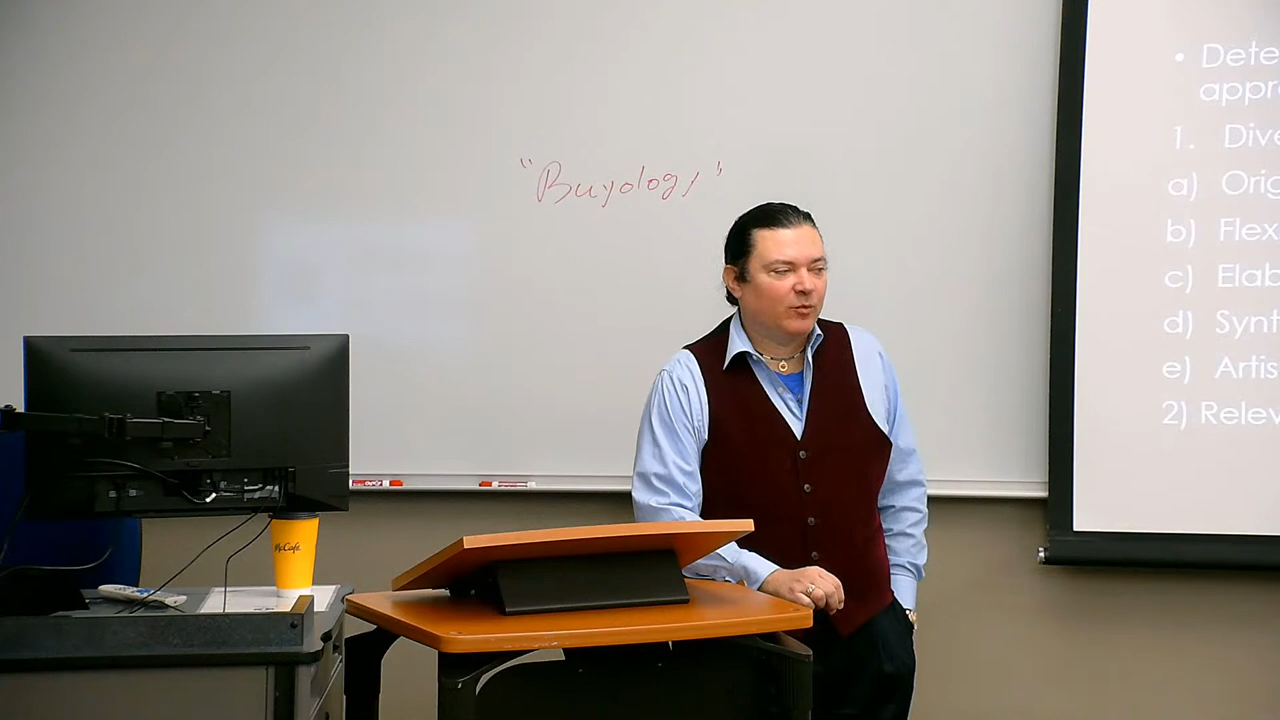 "Buyology"
• Dete
appr
1. Dive
a) Orig
b) Flex
c) Elab
d) Synt
e) Artis
2) Relev
McCafé